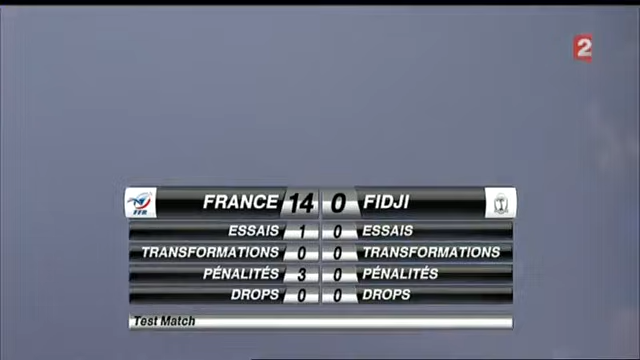 2
FRANCE 14 0 FIDJI
FFR
ESSAIS 1 0 ESSAIS
TRANSFORMATIONS 0 0 TRANSFORMATIONS
PÉNALITÉS 3 0 PÉNALITÉS
DROPS 0 0 DROPS
Test Match